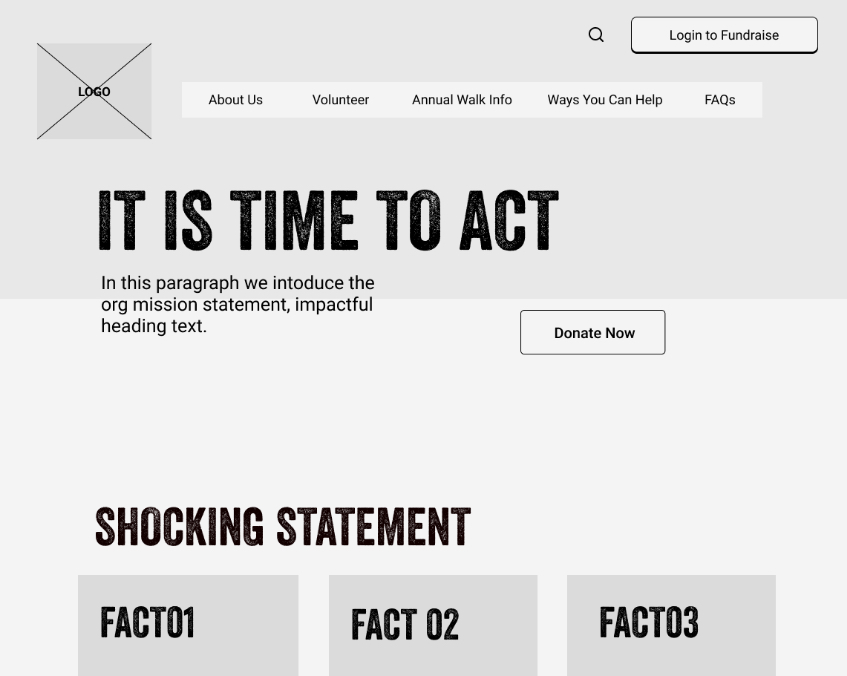 Login to Fundraise
LOGO
About Us Volunteer Annual Walk Info Ways You Can Help FAQs
IT IS TIME TO ACT
In this paragraph we intoduce the
org mission statement, impactful
heading text.
Donate Now
SHOCKING STATEMENT
FACT01 FACT 02 FACT03